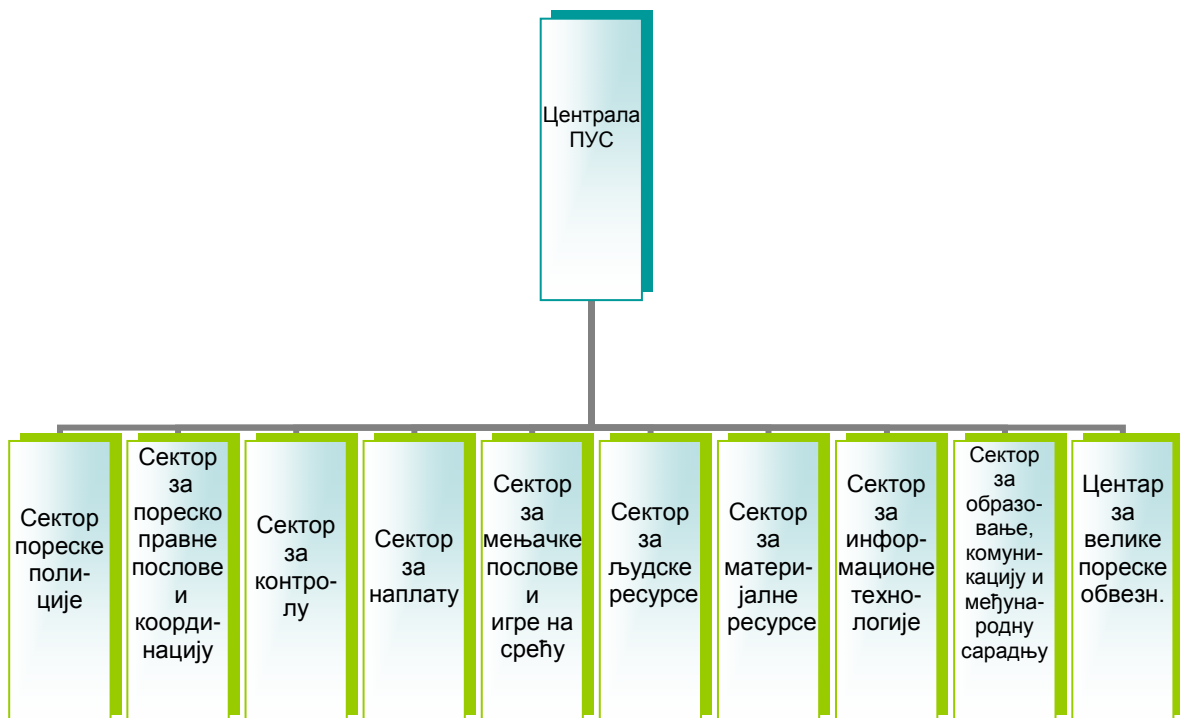 Централа
ПУС
Сектор
пореске
поли-
ције
Сектор
за
пореско
правне
послове
и
коорди-
нацију
Сектор
за
контро-
лу
Сектор
за
наплату
Сектор
за
мењачке
послове
и
игре на
срећу
Сектор
за
људске
ресурсе
Сектор
за
матери-
јалне
ресурсе
Сектор
за
инфор-
мационе
техно-
логије
Сектор
за
образо-
вање,
комуни-
кацију и
међуна-
родну
сарадњу
Центар
за
велике
пореске
обвезн.